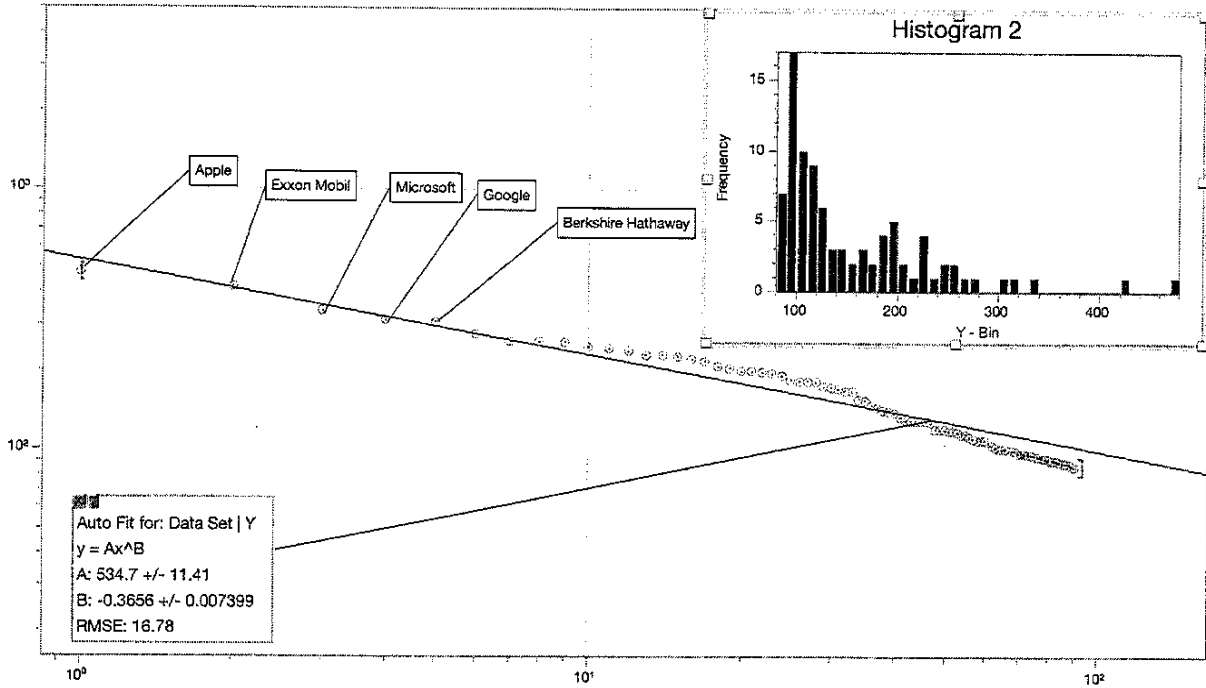 Histogram 2
15
10
5
0
Frequency
100
200
300
400
Y - Bin
Apple
Exxon Mobil
Microsoft
Google
Berkshire Hathaway
10³
10²
Auto Fit for: Data Set | Y
y = Ax^B
A: 534.7 +/- 11.41
B: -0.3656 +/- 0.007399
RMSE: 16.78
10⁰
10¹
10²